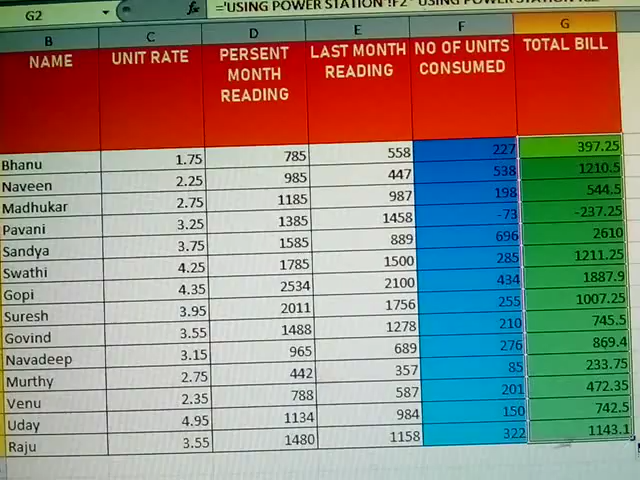 G2 fx ='USING POWER STATION'!F2*'USING POWER STATION
B C D E F G
NAME UNIT RATE PERSENT MONTH READING LAST MONTH READING NO OF UNITS CONSUMED TOTAL BILL
Bhanu 1.75 785 558 227 397.25
Naveen 2.25 985 447 538 1210.5
Madhukar 2.75 1185 987 198 544.5
Pavani 3.25 1385 1458 -73 -237.25
Sandya 3.75 1585 889 696 2610
Swathi 4.25 1785 1500 285 1211.25
Gopi 4.35 2534 2100 434 1887.9
Suresh 3.95 2011 1756 255 1007.25
Govind 3.55 1488 1278 210 745.5
Navadeep 3.15 965 689 276 869.4
Murthy 2.75 442 357 85 233.75
Venu 2.35 788 587 201 472.35
Uday 4.95 1134 984 150 742.5
Raju 3.55 1480 1158 322 1143.1